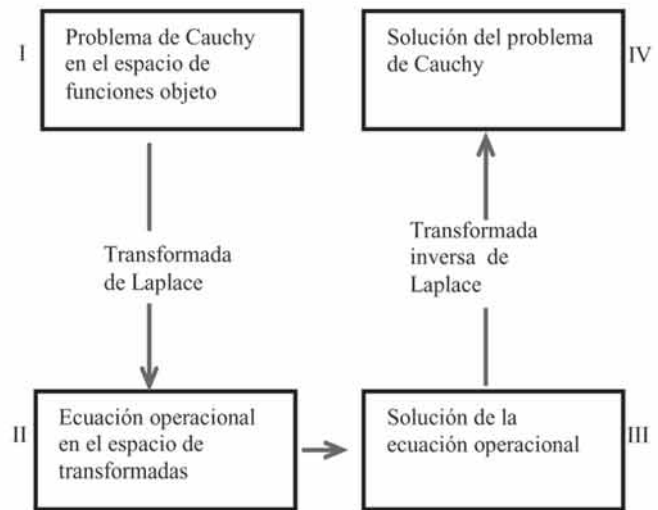 I
Problema de Cauchy
en el espacio de
funciones objeto
Solución del problema
de Cauchy
IV
Transformada
de Laplace
Transformada
inversa de
Laplace
II
Ecuación operacional
en el espacio de
transformadas
Solución de la
ecuación operacional
III